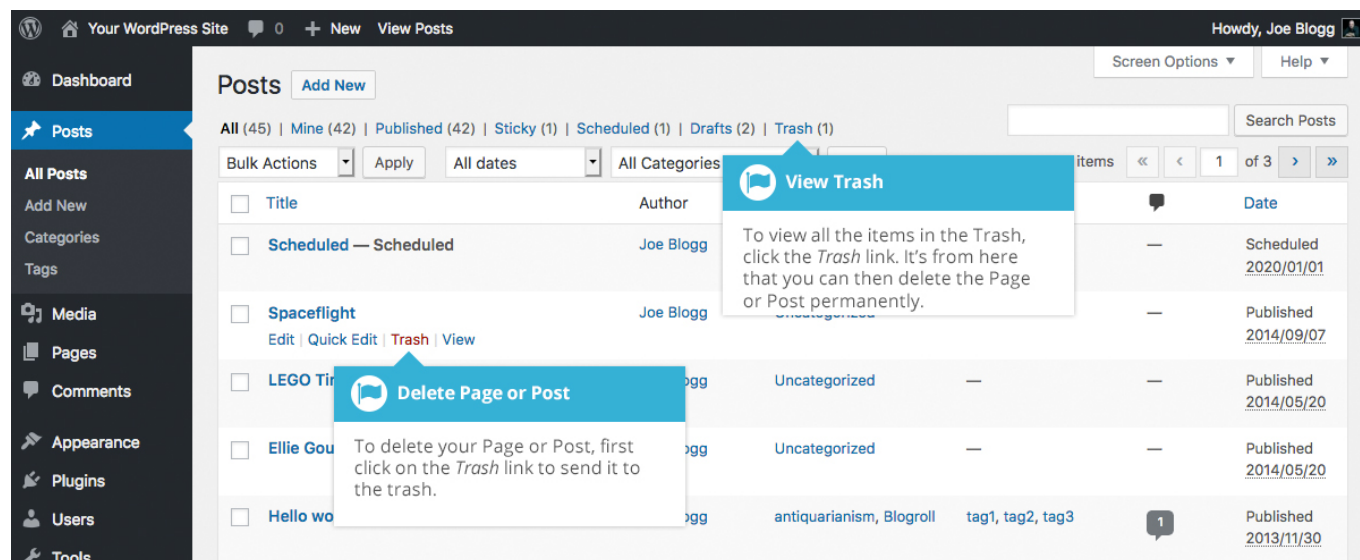 Your WordPress Site 0 + New View Posts Howdy, Joe Blogg
Screen Options ▼ Help ▼
Dashboard
Posts
All Posts
Add New
Categories
Tags
Media
Pages
Comments
Appearance
Plugins
Users
Tools
Posts Add New
All (45) | Mine (42) | Published (42) | Sticky (1) | Scheduled (1) | Drafts (2) | Trash (1)
Search Posts
Bulk Actions Apply All dates All Categories items « ‹ 1 of 3 › »
Title Author Date
Scheduled — Scheduled Joe Blogg — Scheduled
2020/01/01
Spaceflight Joe Blogg Uncategorized — Published
2014/09/07
Edit | Quick Edit | Trash | View
LEGO Uncategorized — — Published
2014/05/20
Ellie Uncategorized — — Published
2014/05/20
Hello antiquarianism, Blogroll tag1, tag2, tag3 1 Published
2013/11/30
View Trash
To view all the items in the Trash,
click the Trash link. It’s from here
that you can then delete the Page
or Post permanently.
Delete Page or Post
To delete your Page or Post, first
click on the Trash link to send it to
the trash.